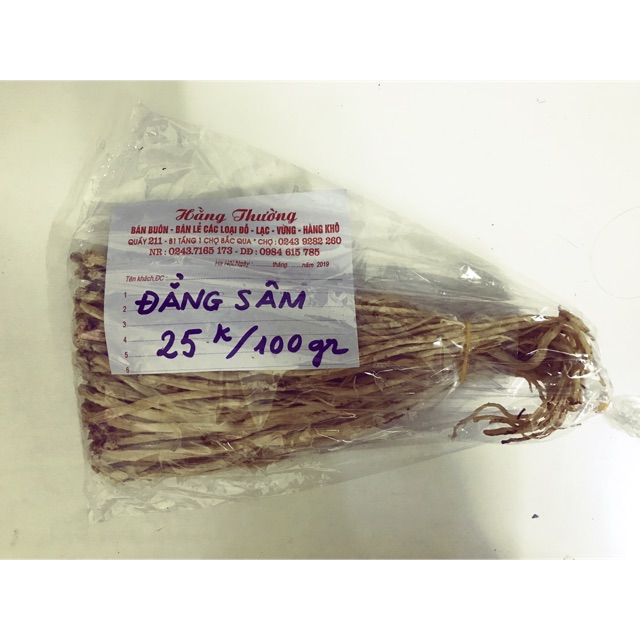 Hằng Thường
BÁN BUÔN - BÁN LẺ CÁC LOẠI ĐỖ - LẠC - VỪNG - HÀNG KHÔ
QUẦY 211 - B1 TẦNG 1 CHỢ BẮC QUA * CHỢ : 0243 9282 260
NR : 0243.7165 173 - DĐ : 0984 615 785
Hà Nội,Ngày tháng........năm 2019
Tên khách,ĐC :
1
2 ĐẲNG SÂM
3
4
5 25K/100gr
6